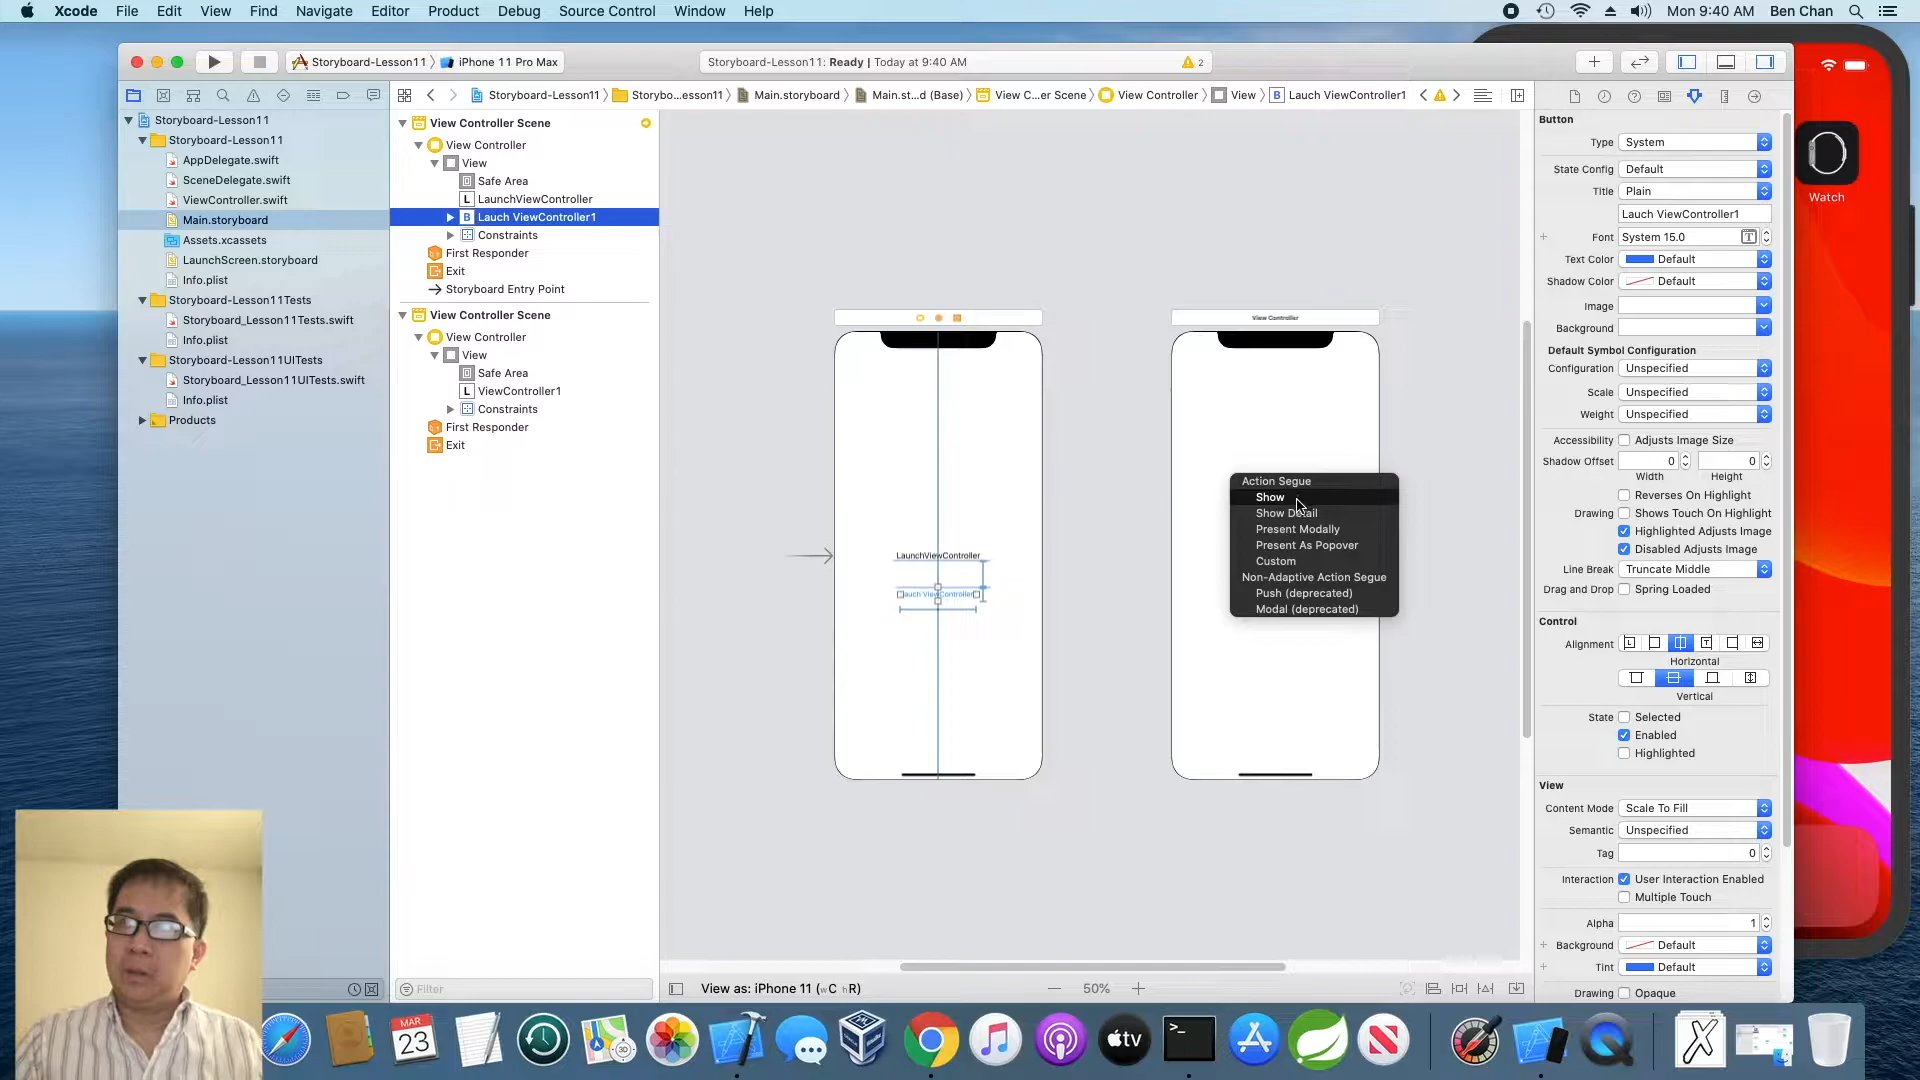 Xcode File Edit View Find Navigate Editor Product Debug Source Control Window Help
Mon 9:40 AM Ben Chan
Storyboard-Lesson11 iPhone 11 Pro Max
Storyboard-Lesson11: Ready | Today at 9:40 AM
2
Storyboard-Lesson11 Storybo...esson11 Main.storyboard Main.st...d (Base) View C...er Scene View Controller View B Lauch ViewController1
Storyboard-Lesson11
Storyboard-Lesson11
AppDelegate.swift
SceneDelegate.swift
ViewController.swift
Main.storyboard
Assets.xcassets
LaunchScreen.storyboard
Info.plist
Storyboard-Lesson11Tests
Storyboard_Lesson11Tests.swift
Info.plist
Storyboard-Lesson11UITests
Storyboard_Lesson11UITests.swift
Info.plist
Products
View Controller Scene
View Controller
View
Safe Area
L LaunchViewController
B Lauch ViewController1
Constraints
First Responder
Exit
Storyboard Entry Point
View Controller Scene
View Controller
View
Safe Area
L ViewController1
Constraints
First Responder
Exit
Filter
View Controller
LaunchViewController
Action Segue
Show
Show Detail
Present Modally
Present As Popover
Custom
Non-Adaptive Action Segue
Push (deprecated)
Modal (deprecated)
View as: iPhone 11 (wC hR)
50%
Button
Type System
State Config Default
Title Plain
Lauch ViewController1
Font System 15.0
Text Color Default
Shadow Color Default
Image
Background
Default Symbol Configuration
Configuration Unspecified
Scale Unspecified
Weight Unspecified
Accessibility Adjusts Image Size
Shadow Offset 0 0
Width Height
Reverses On Highlight
Drawing Shows Touch On Highlight
Highlighted Adjusts Image
Disabled Adjusts Image
Line Break Truncate Middle
Drag and Drop Spring Loaded
Control
Alignment
Horizontal
Vertical
State Selected
Enabled
Highlighted
View
Content Mode Scale To Fill
Semantic Unspecified
Tag 0
Interaction User Interaction Enabled
Multiple Touch
Alpha 1
Background Default
Tint Default
Drawing Opaque
Watch
MAR
23
3D
tv
>_
N
X